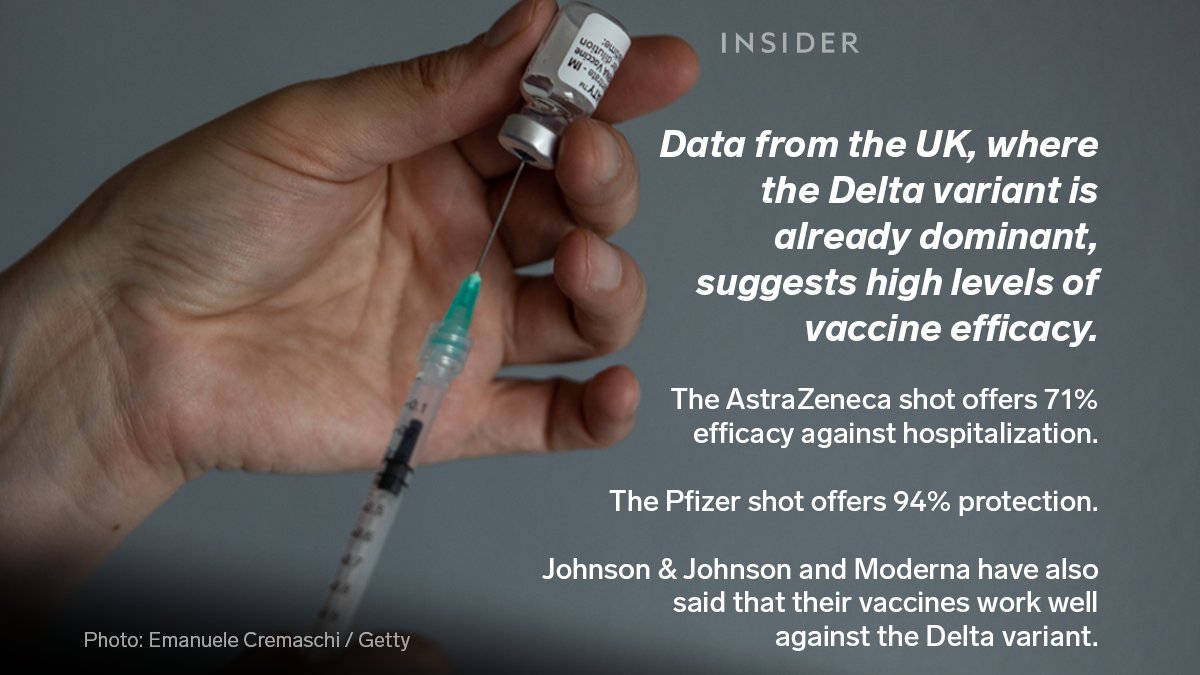 INSIDER
Data from the UK, where
the Delta variant is
already dominant,
suggests high levels of
vaccine efficacy.
The AstraZeneca shot offers 71%
efficacy against hospitalization.
The Pfizer shot offers 94% protection.
Johnson & Johnson and Moderna have also
said that their vaccines work well
against the Delta variant.
Photo: Emanuele Cremaschi / Getty